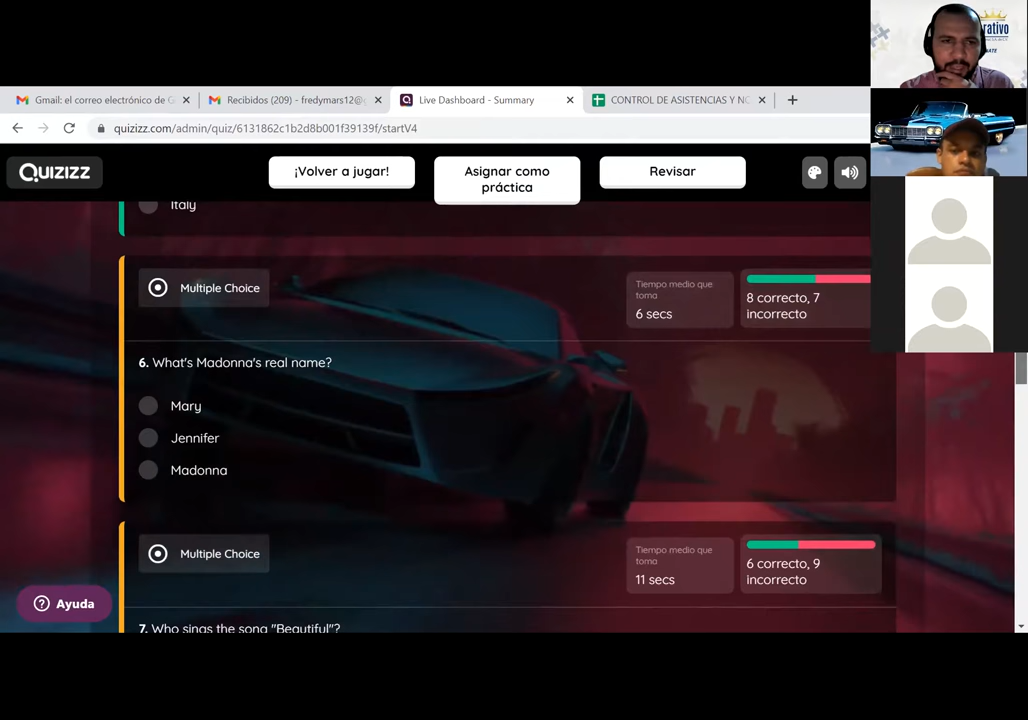 rativo
NATE
Gmail: el correo electrónico de G
Recibidos (209) - fredymars12@g
Live Dashboard - Summary
CONTROL DE ASISTENCIAS Y NO
quizizz.com/admin/quiz/6131862c1b2d8b001f39139f/startV4
QUIZIZZ
¡Volver a jugar!
Asignar como
práctica
Revisar
Italy
Multiple Choice
Tiempo medio que
toma
6 secs
8 correcto, 7
incorrecto
6. What's Madonna's real name?
Mary
Jennifer
Madonna
Multiple Choice
Tiempo medio que
toma
11 secs
6 correcto, 9
incorrecto
Ayuda
7. Who sings the song "Beautiful"?